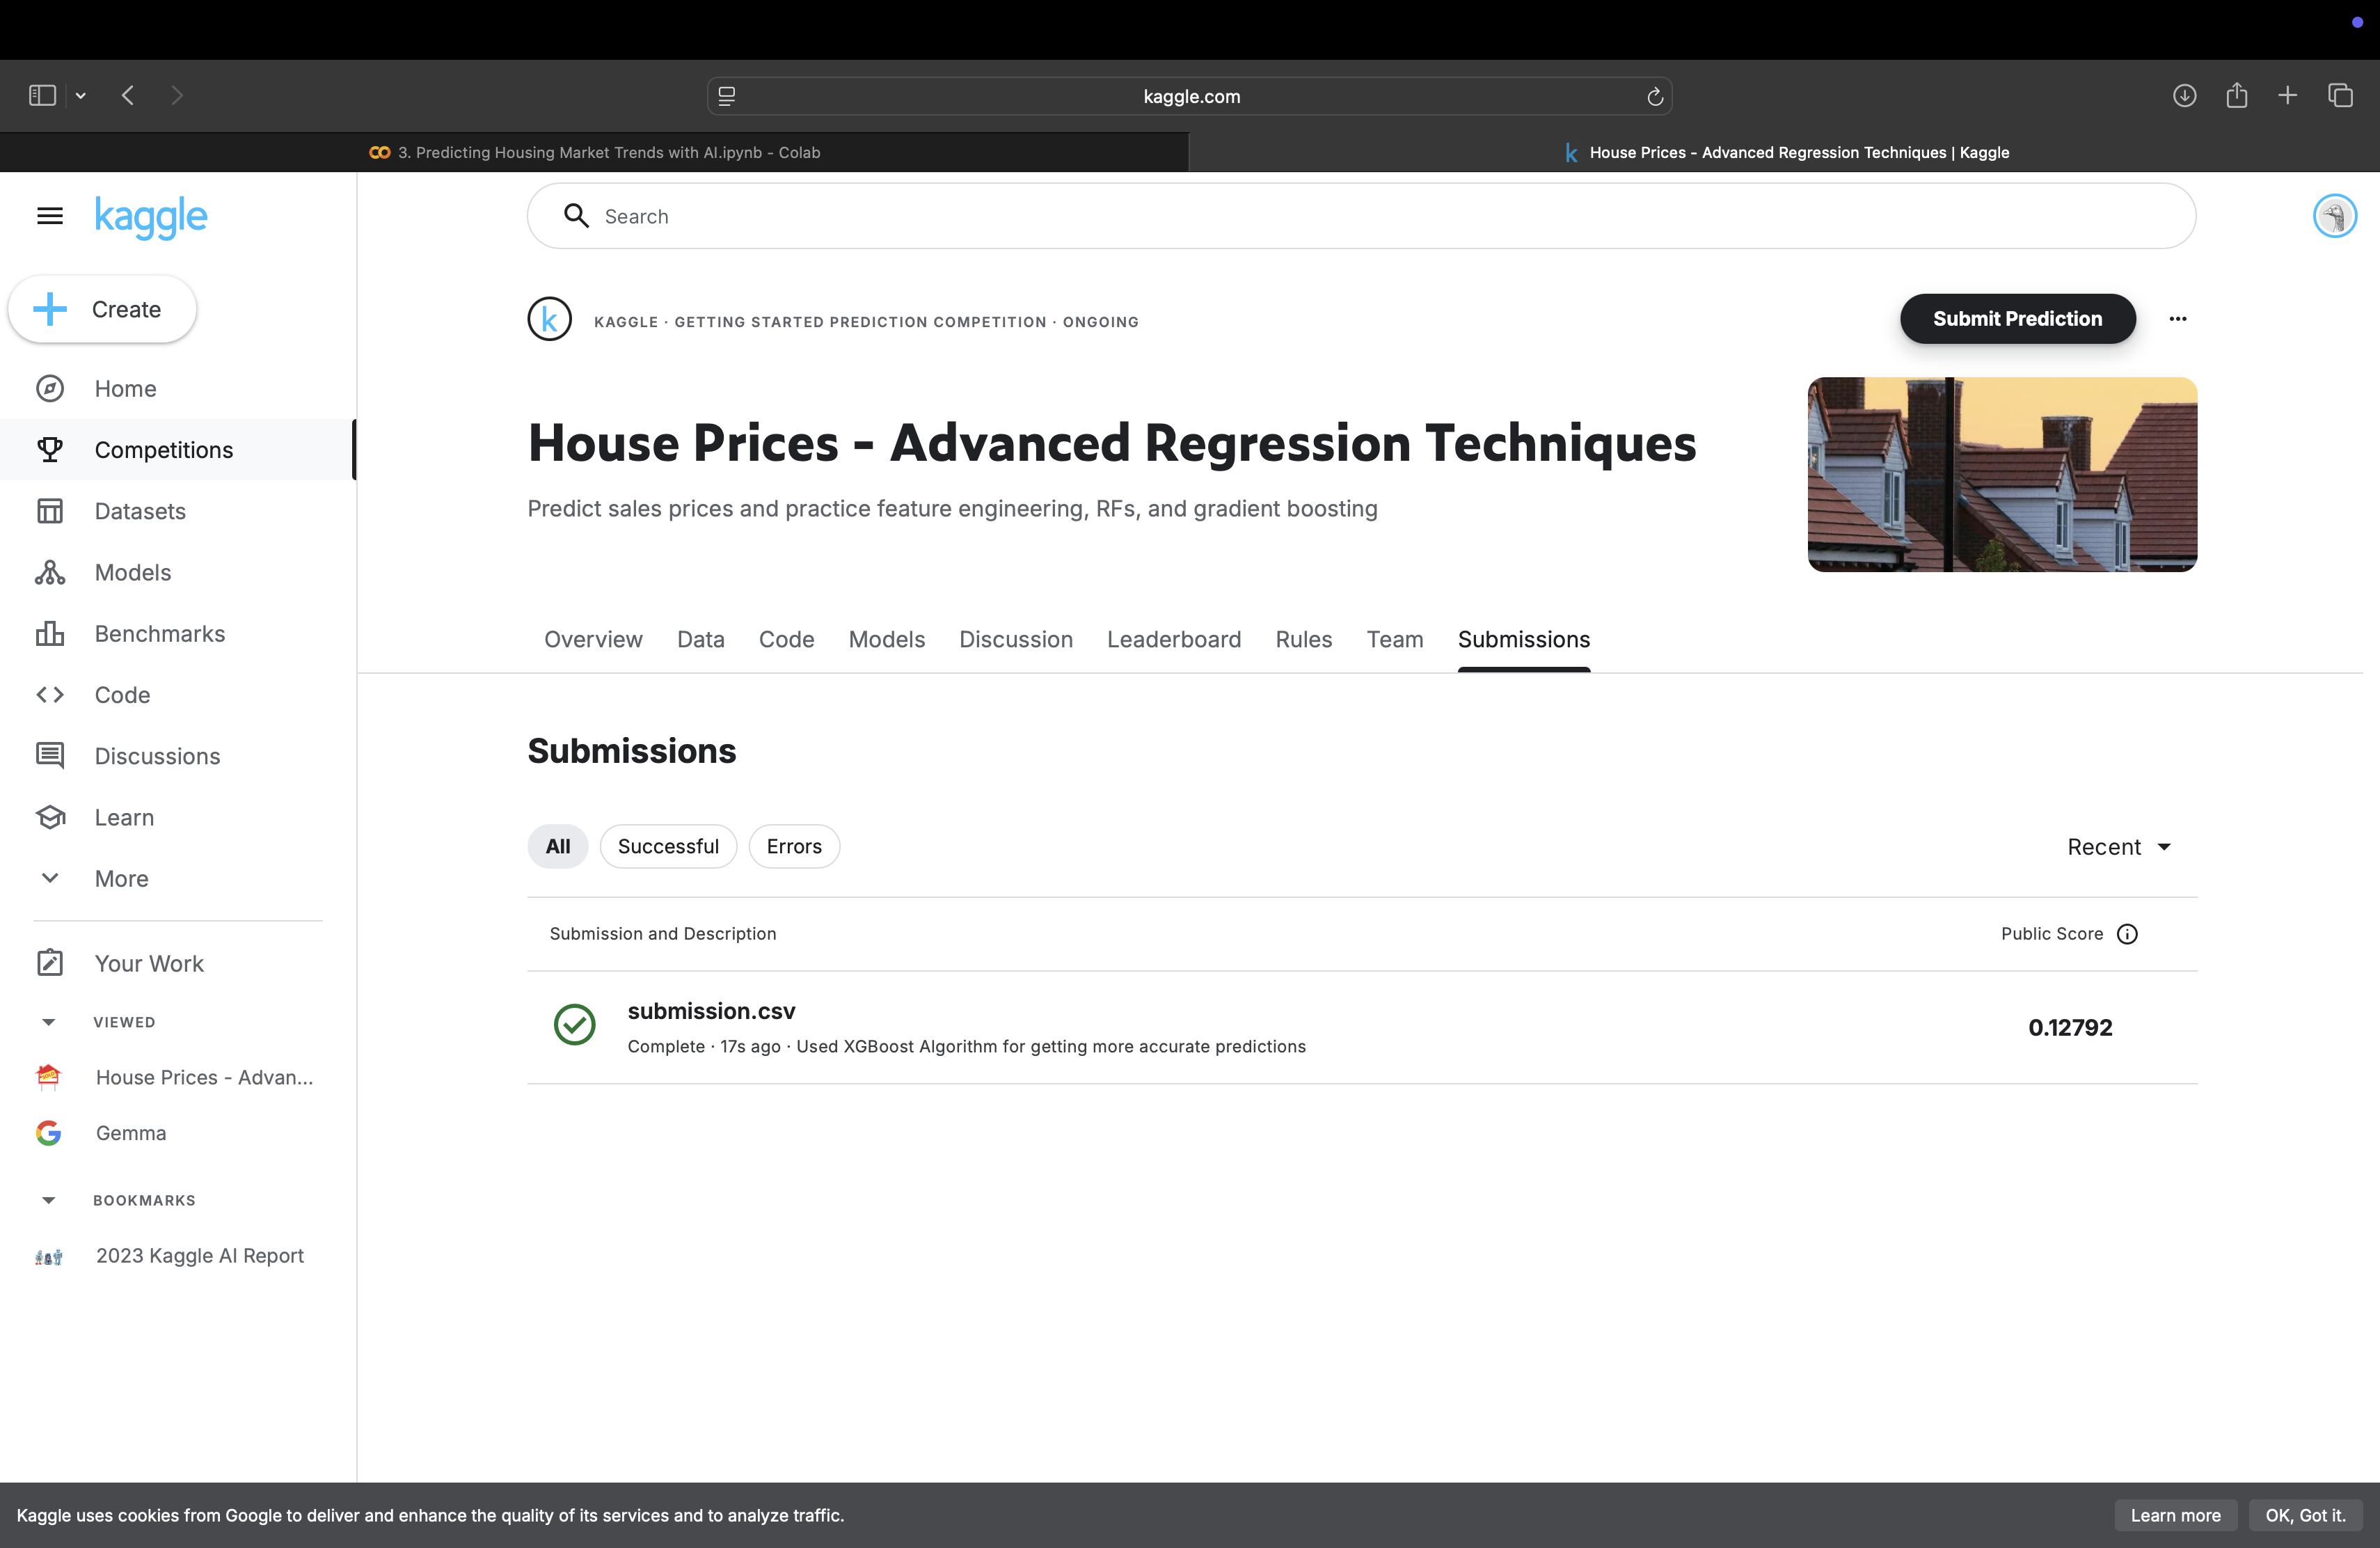 kaggle.com
3. Predicting Housing Market Trends with AI.ipynb - Colab
House Prices - Advanced Regression Techniques | Kaggle
kaggle
Search
Create
Home
Competitions
Datasets
Models
Benchmarks
Code
Discussions
Learn
More
Your Work
VIEWED
House Prices - Advan...
Gemma
BOOKMARKS
2023 Kaggle AI Report
KAGGLE · GETTING STARTED PREDICTION COMPETITION · ONGOING
Submit Prediction
House Prices - Advanced Regression Techniques
Predict sales prices and practice feature engineering, RFs, and gradient boosting
Overview Data Code Models Discussion Leaderboard Rules Team Submissions
Submissions
All Successful Errors
Recent
Submission and Description
Public Score
submission.csv
Complete · 17s ago · Used XGBoost Algorithm for getting more accurate predictions
0.12792
Kaggle uses cookies from Google to deliver and enhance the quality of its services and to analyze traffic.
Learn more
OK, Got it.